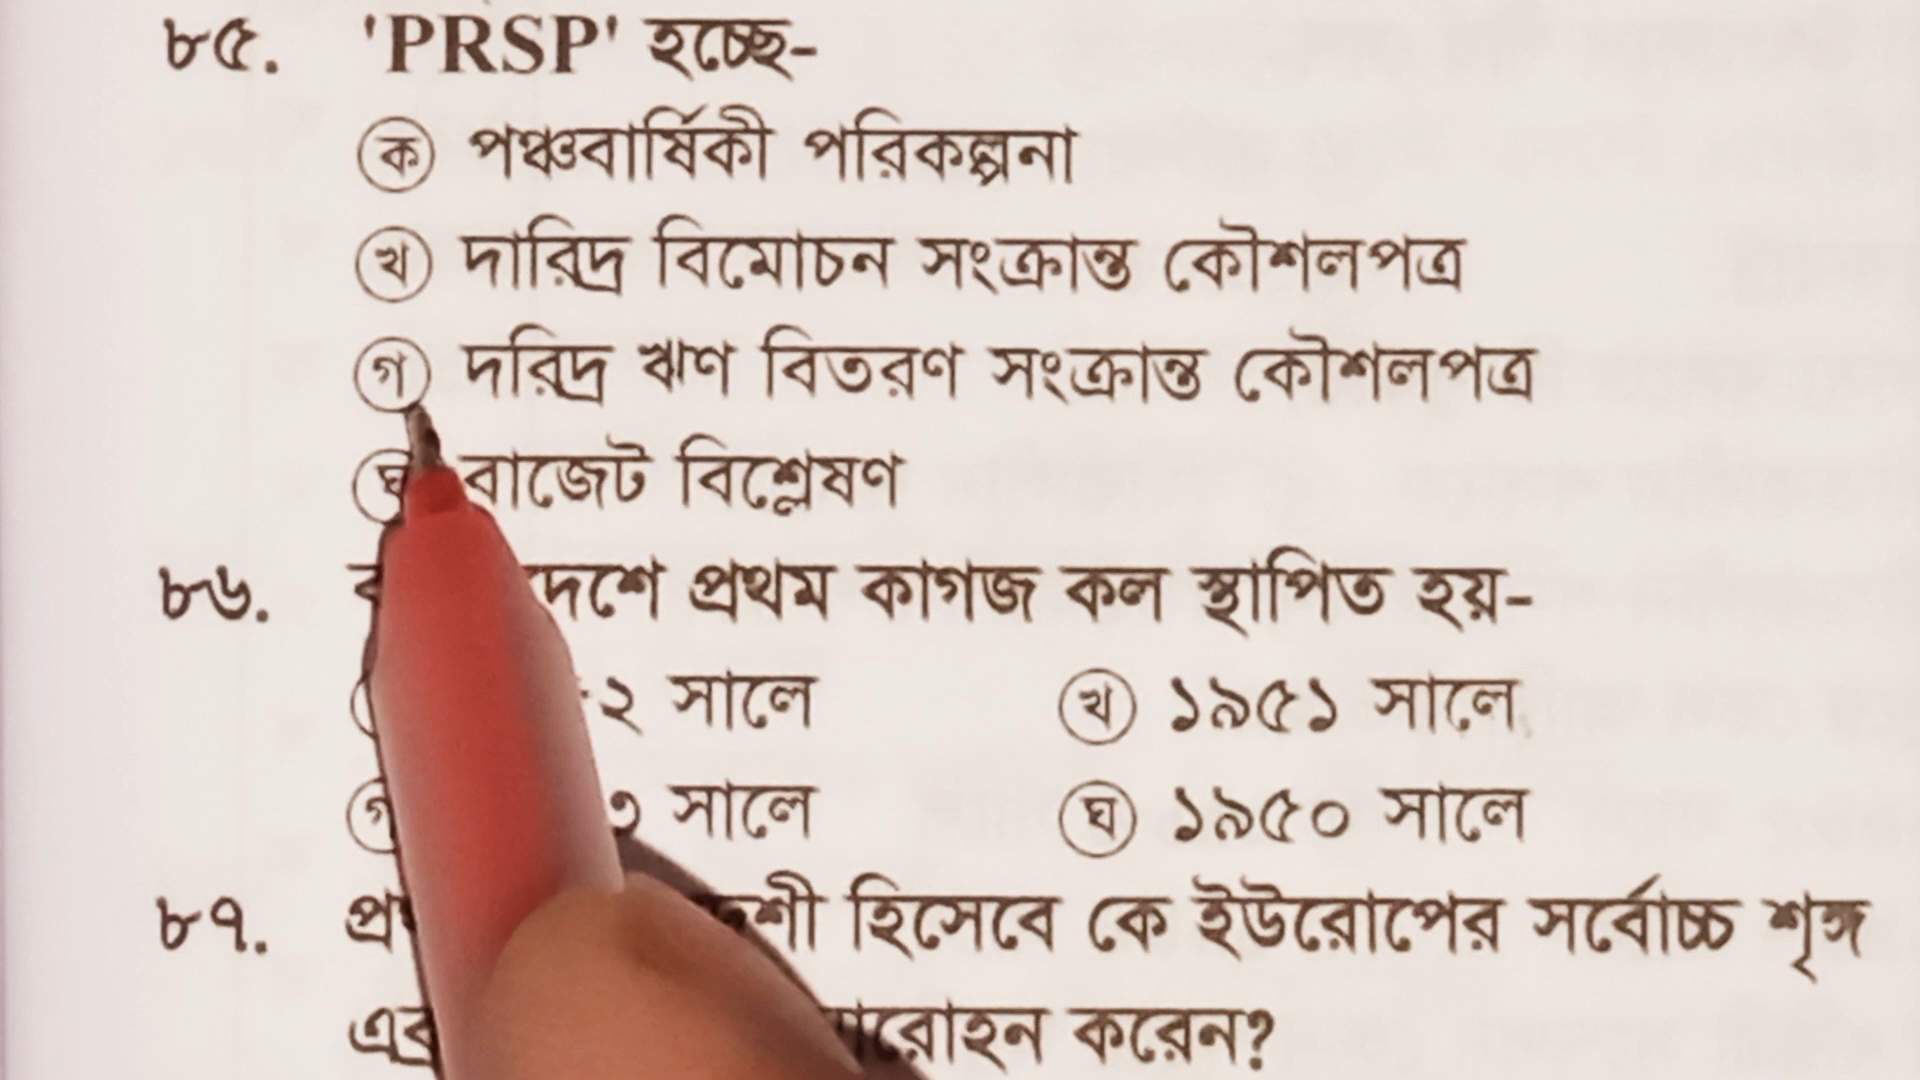 ৮৫. 'PRSP' হচ্ছে-
ক পঞ্চবার্ষিকী পরিকল্পনা
খ দারিদ্র বিমোচন সংক্রান্ত কৌশলপত্র
গ দরিদ্র ঋণ বিতরণ সংক্রান্ত কৌশলপত্র
ঘ বাজেট বিশ্লেষণ
৮৬. প্রথম কাগজ কল স্থাপিত হয়-
সালে খ ১৯৫১ সালে
গ সালে ঘ ১৯৫০ সালে
৮৭. হিসেবে কে ইউরোপের সর্বোচ্চ শৃঙ্গ
করেন?